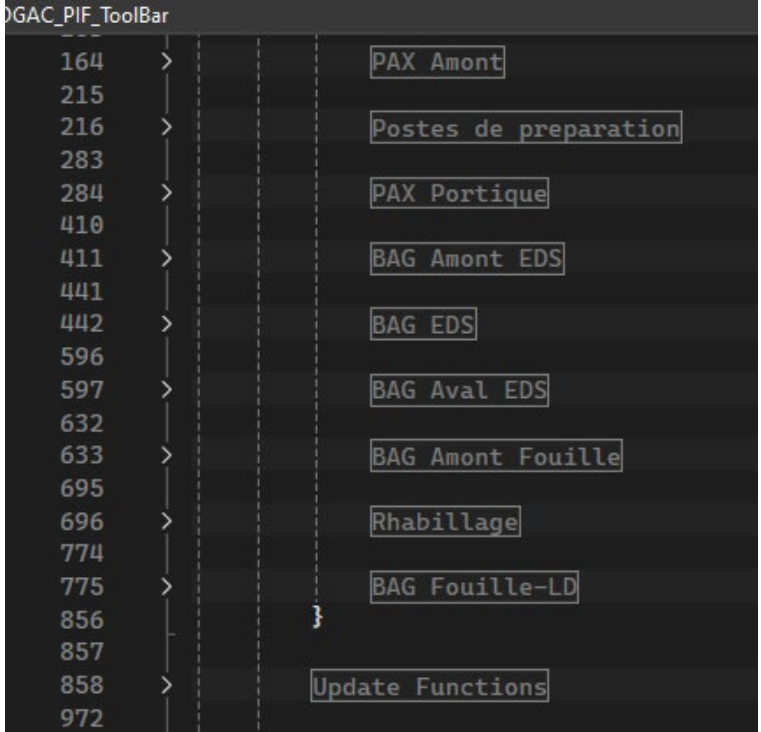 DGAC_PIF_ToolBar
164 > PAX Amont
215
216 > Postes de preparation
283
284 > PAX Portique
410
411 > BAG Amont EDS
441
442 > BAG EDS
596
597 > BAG Aval EDS
632
633 > BAG Amont Fouille
695
696 > Rhabillage
774
775 > BAG Fouille-LD
856 }
857
858 > Update Functions
972